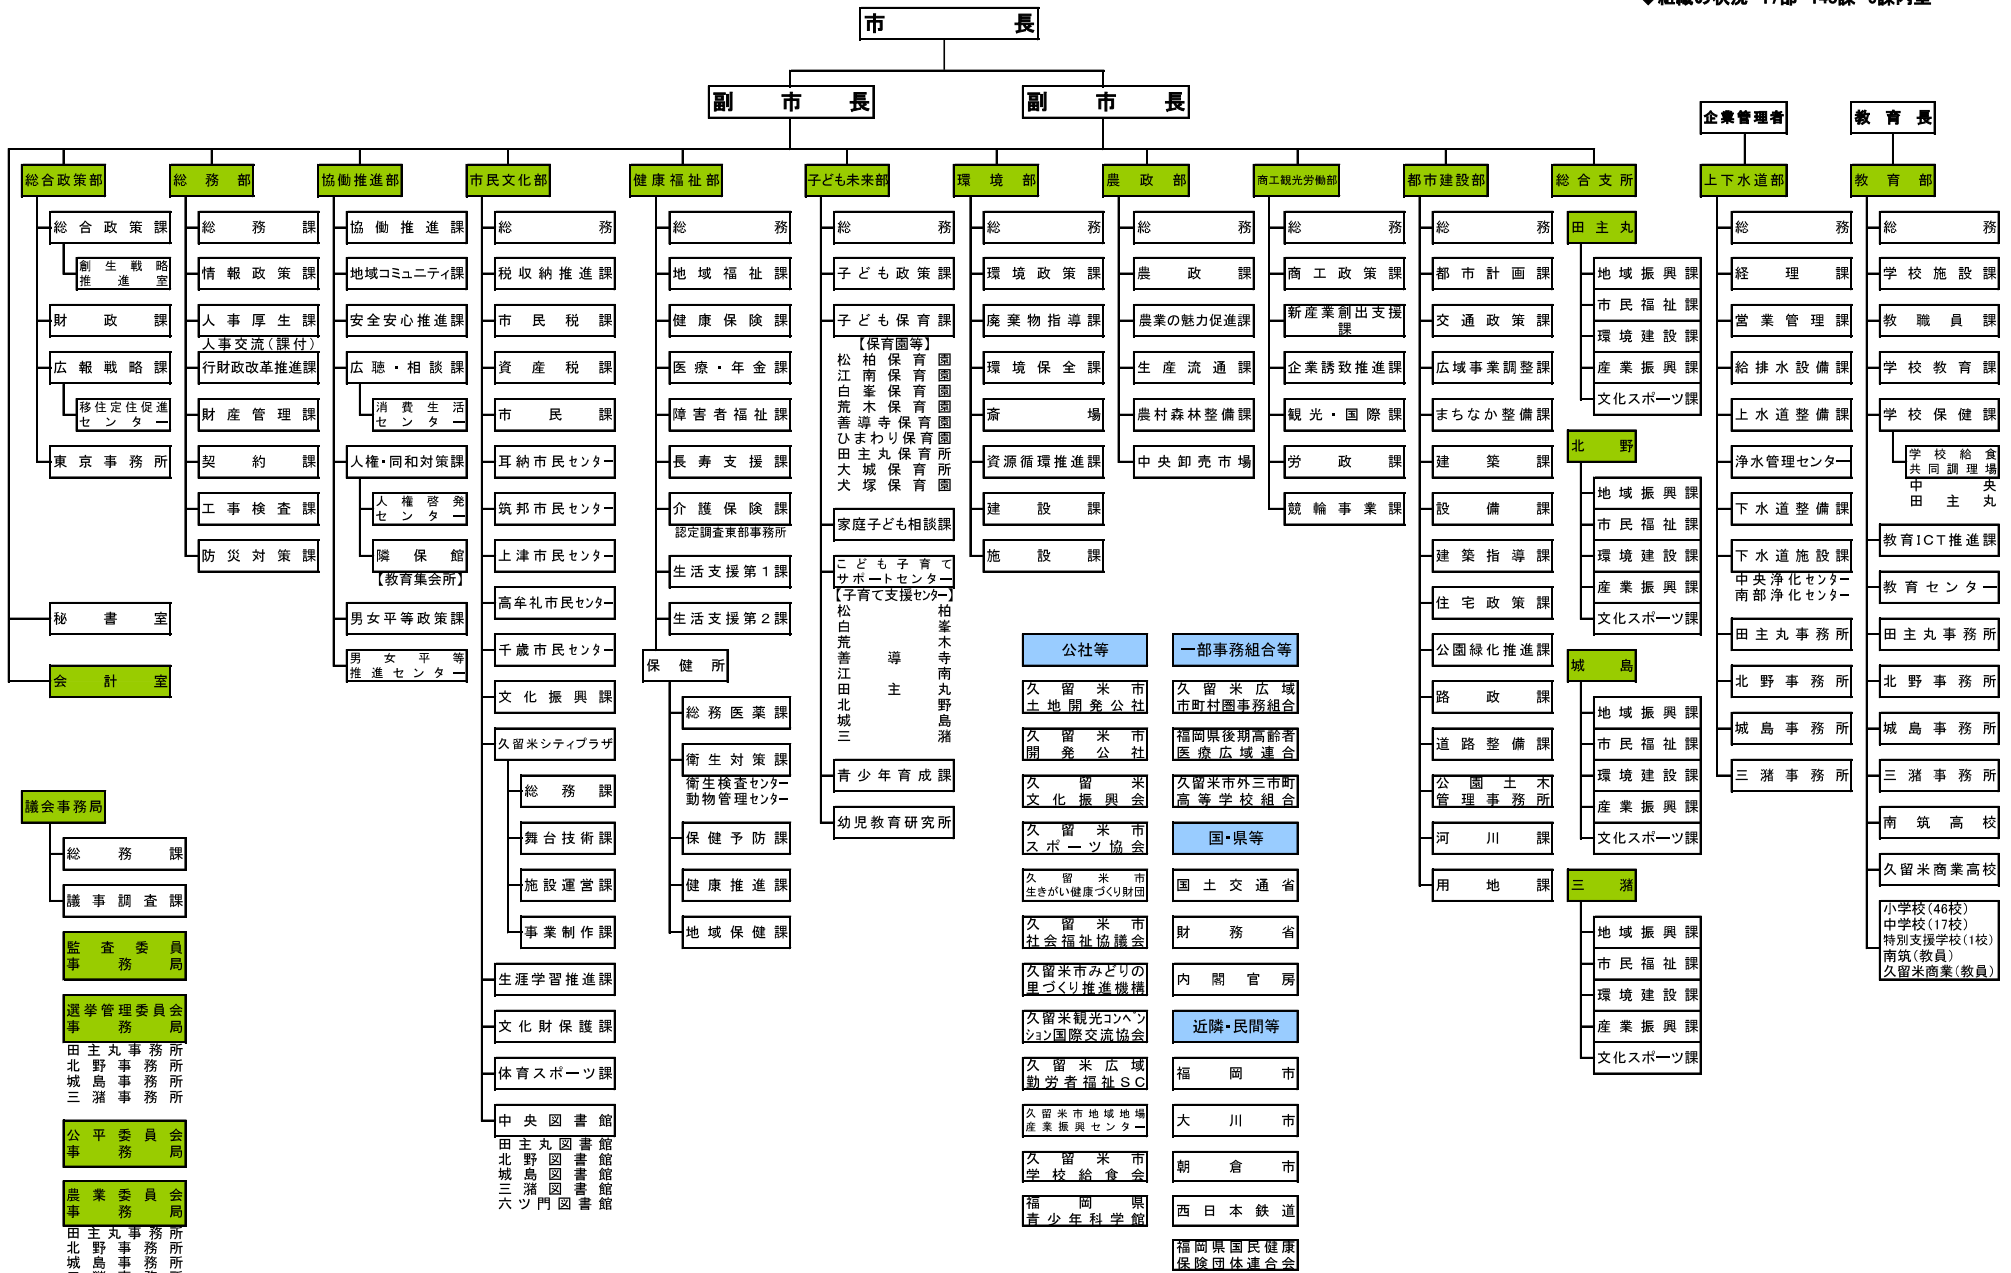 市長
副市長
副市長
企業管理者
教育長
総合政策部
総合政策課
創生戦略
推進室
財政課
広報戦略課
移住定住促進
センター
東京事務所
秘書室
会計室
総務部
総務課
情報政策課
人事厚生課
人事交流(課付)
行財政改革推進課
財産管理課
契約課
工事検査課
防災対策課
協働推進部
協働推進課
地域コミュニティ課
安全安心推進課
広聴・相談課
消費生活
センター
人権・同和対策課
人権啓発
センター
隣保館
【教育集会所】
男女平等政策課
男女平等
推進センター
市民文化部
総務
税収納推進課
市民税課
資産税課
市民課
耳納市民センター
筑邦市民センター
上津市民センター
高牟礼市民センター
千歳市民センター
文化振興課
久留米シティプラザ
総務課
舞台技術課
施設運営課
事業制作課
生涯学習推進課
文化財保護課
体育スポーツ課
中央図書館
田主丸図書館
北野図書館
城島図書館
三潴図書館
六ツ門図書館
健康福祉部
総務
地域福祉課
健康保険課
医療・年金課
障害者福祉課
長寿支援課
介護保険課
認定調査東部事務所
生活支援第1課
生活支援第2課
保健所
総務医薬課
衛生対策課
衛生検査センター
動物管理センター
保健予防課
健康推進課
地域保健課
子ども未来部
総務
子ども政策課
子ども保育課
【保育園等】
松柏保育園
江南保育園
白峯保育園
荒木保育園
善導寺保育園
ひまわり保育園
田主丸保育所
大城保育所
犬塚保育園
家庭子ども相談課
こども子育て
サポートセンター
【子育て支援センター】
松柏
白峯
荒木
善導寺
江南
田主丸
北野
城島
三潴
青少年育成課
幼児教育研究所
環境部
総務
環境政策課
廃棄物指導課
環境保全課
斎場
資源循環推進課
建設課
施設課
農政部
総務
農政課
農業の魅力促進課
生産流通課
農村森林整備課
中央卸売市場
商工観光労働部
総務
商工政策課
新産業創出支援
課
企業誘致推進課
観光・国際課
労政課
競輪事業課
都市建設部
総務
都市計画課
交通政策課
広域事業調整課
まちなか整備課
建築課
設備課
建築指導課
住宅政策課
公園緑化推進課
路政課
道路整備課
公園土木
管理事務所
河川課
用地課
総合支所
田主丸
地域振興課
市民福祉課
環境建設課
産業振興課
文化スポーツ課
北野
地域振興課
市民福祉課
環境建設課
産業振興課
文化スポーツ課
城島
地域振興課
市民福祉課
環境建設課
産業振興課
文化スポーツ課
三潴
地域振興課
市民福祉課
環境建設課
産業振興課
文化スポーツ課
上下水道部
総務
経理課
営業管理課
給排水設備課
上水道整備課
浄水管理センター
下水道整備課
下水道施設課
中央浄化センター
南部浄化センター
田主丸事務所
北野事務所
城島事務所
三潴事務所
教育部
総務
学校施設課
教職員課
学校教育課
学校保健課
学校給食
共同調理場
中央
田主丸
教育ICT推進課
教育センター
田主丸事務所
北野事務所
城島事務所
三潴事務所
南筑高校
久留米商業高校
小学校(46校)
中学校(17校)
特別支援学校(1校)
南筑(教員)
久留米商業(教員)
議会事務局
総務課
議事調査課
監査委員
事務局
選挙管理委員会
事務局
田主丸事務所
北野事務所
城島事務所
三潴事務所
公平委員会
事務局
農業委員会
事務局
田主丸事務所
北野事務所
城島事務所
公社等
久留米市
土地開発公社
久留米市
開発公社
久留米
文化振興会
久留米市
スポーツ協会
久留米市
生きがい健康づくり財団
久留米市
社会福祉協議会
久留米市みどりの
里づくり推進機構
久留米観光コンベン
ション国際交流協会
久留米広域
勤労者福祉SC
久留米市地域地場
産業振興センター
久留米市
学校給食会
福岡県
青少年科学館
一部事務組合等
久留米広域
市町村圏事務組合
福岡県後期高齢者
医療広域連合
久留米市外三市町
高等学校組合
国・県等
国土交通省
財務省
内閣官房
近隣・民間等
福岡市
大川市
朝倉市
西日本鉄道
福岡県国民健康
保険団体連合会